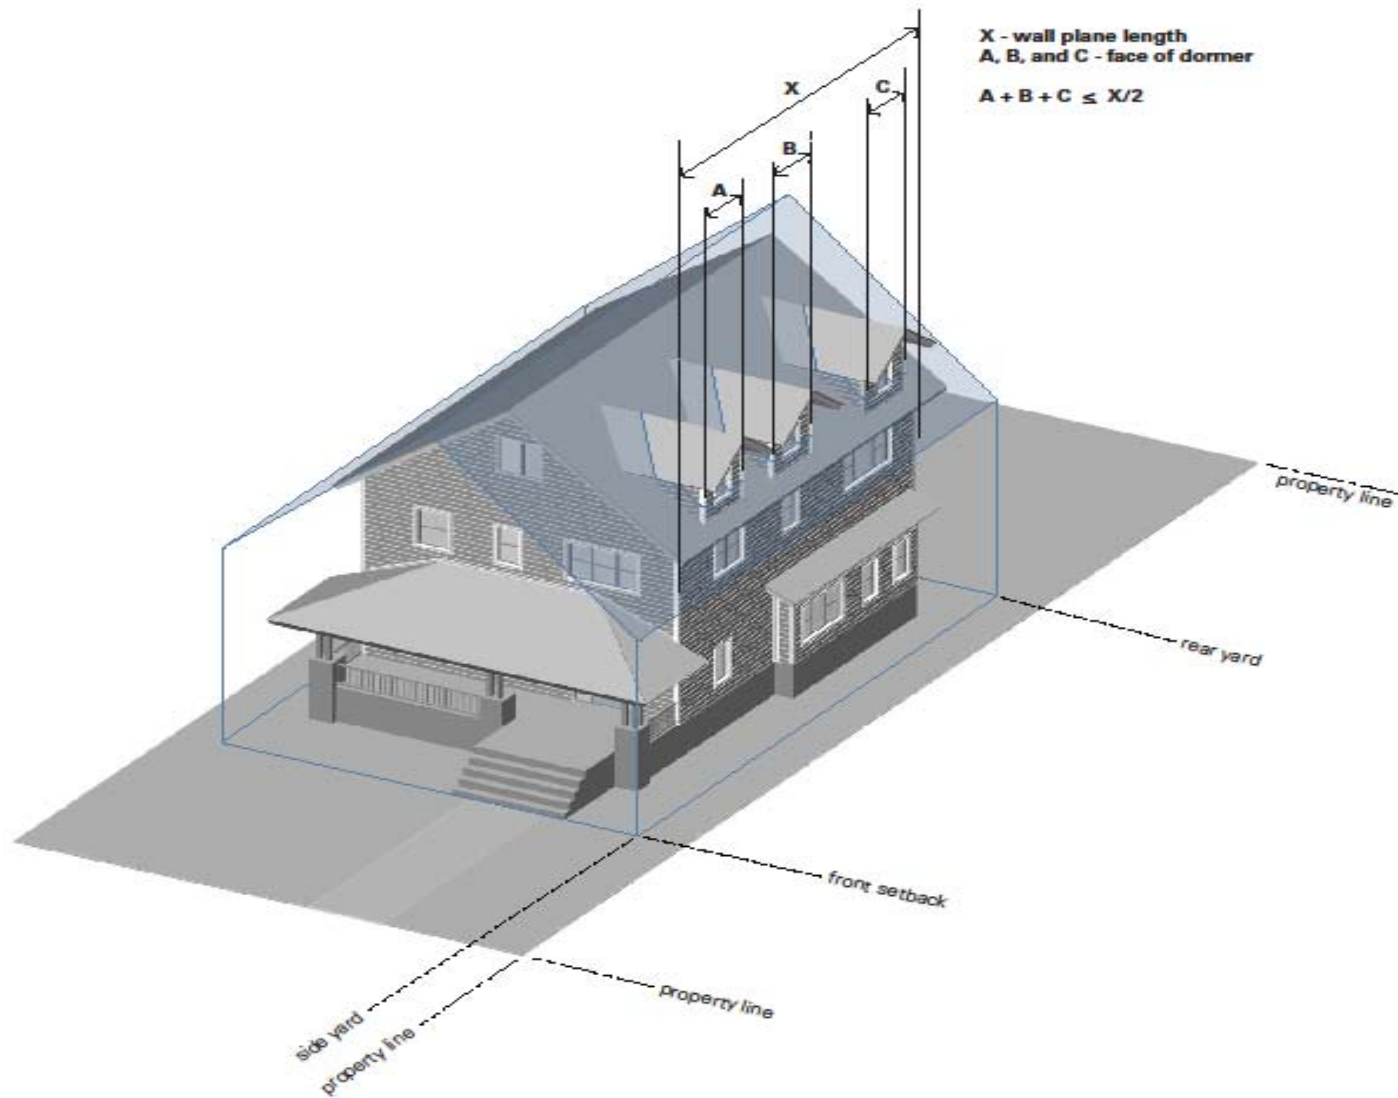 X - wall plane length
A, B, and C - face of dormer
A + B + C ≤ X/2
X
C
B
A
property line
rear yard
front setback
property line
side yard
property line